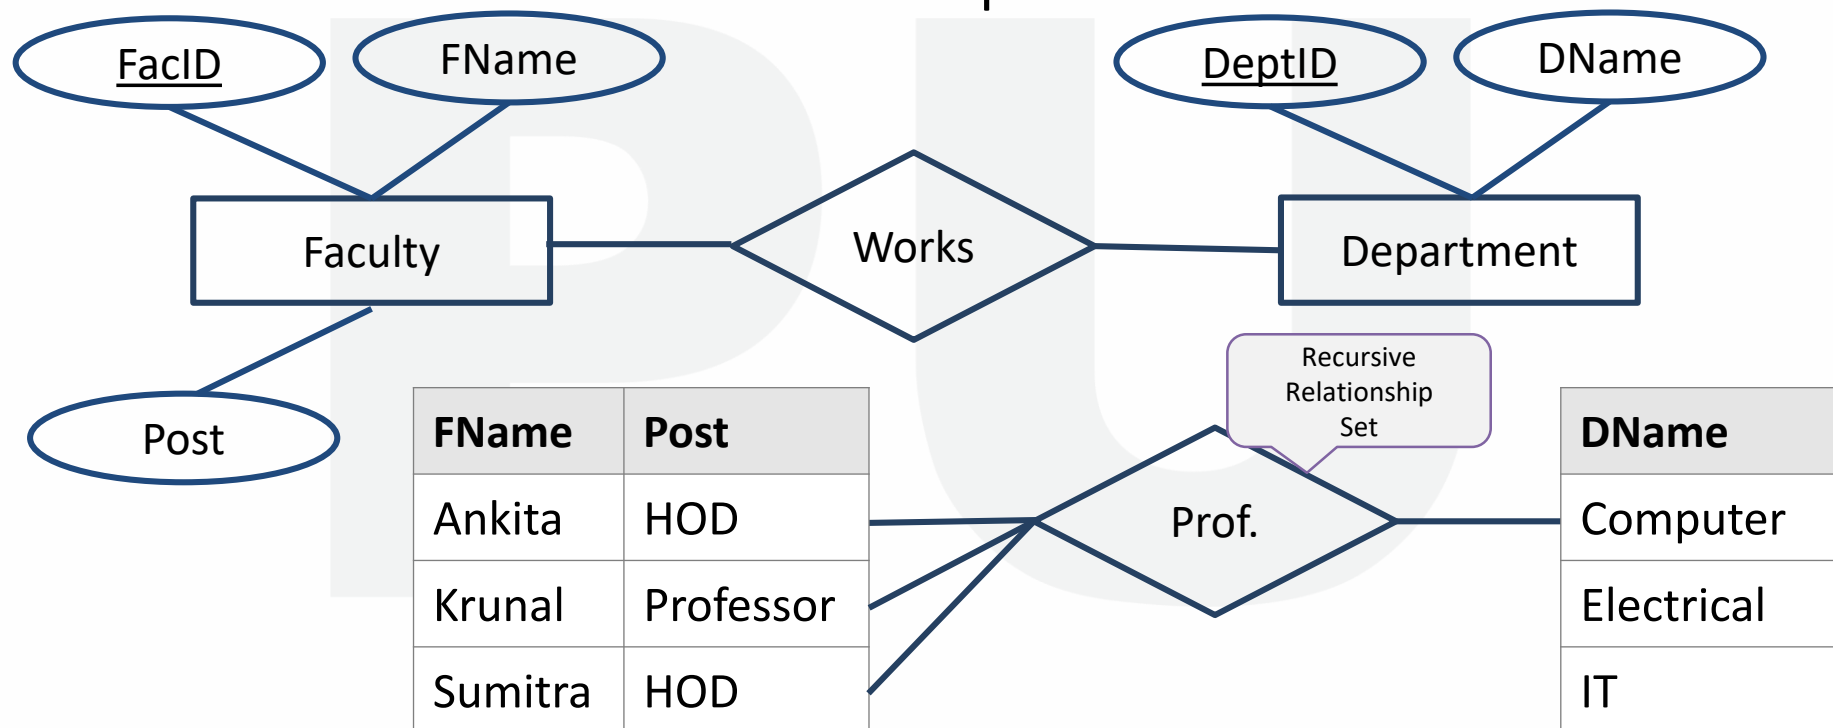 FacID
FName
DeptID
DName
Faculty
Works
Department
Post
Recursive
Relationship
Set
FName Post
Ankita HOD
Krunal Professor
Sumitra HOD
Prof.
DName
Computer
Electrical
IT
PU